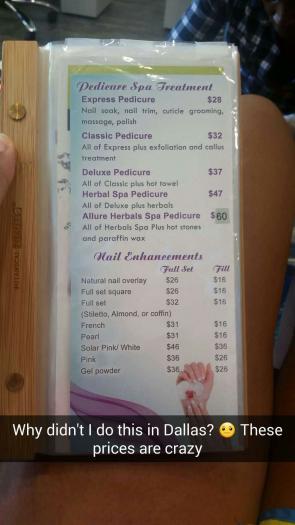 Pedicure Spa Treatment
Express Pedicure $28
Nail soak, nail trim, cuticle grooming,
massage, polish
Classic Pedicure $32
All of Express plus exfoliation and callus
treatment
Deluxe Pedicure $37
All of Classic plus hot towel
Herbal Spa Pedicure $47
All of Deluxe plus herbals
Allure Herbals Spa Pedicure $60
All of Herbals Spa Plus hot stones
and paraffin wax
Nail Enhancements
Full Set Fill
Natural nail overlay $26 $16
Full set square $26 $16
Full set $32 $16
(Stiletto, Almond, or coffin)
French $31 $16
Pearl $31 $16
Solar Pink/ White $46 $36
Pink $36 $26
Gel powder $36 $26
Why didn't I do this in Dallas? 😶 These
prices are crazy